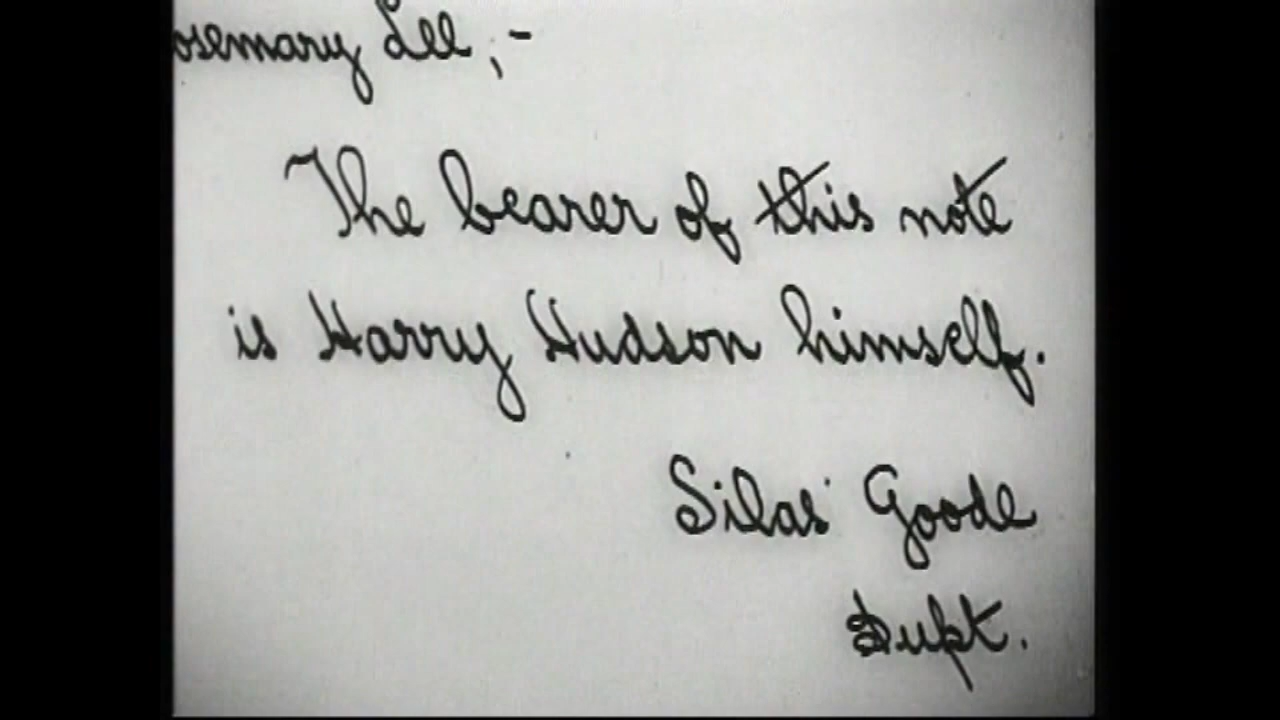 osemary Lee,-
The bearer of this note
is Harry Hudson himself.
Silas Goode
Supt.